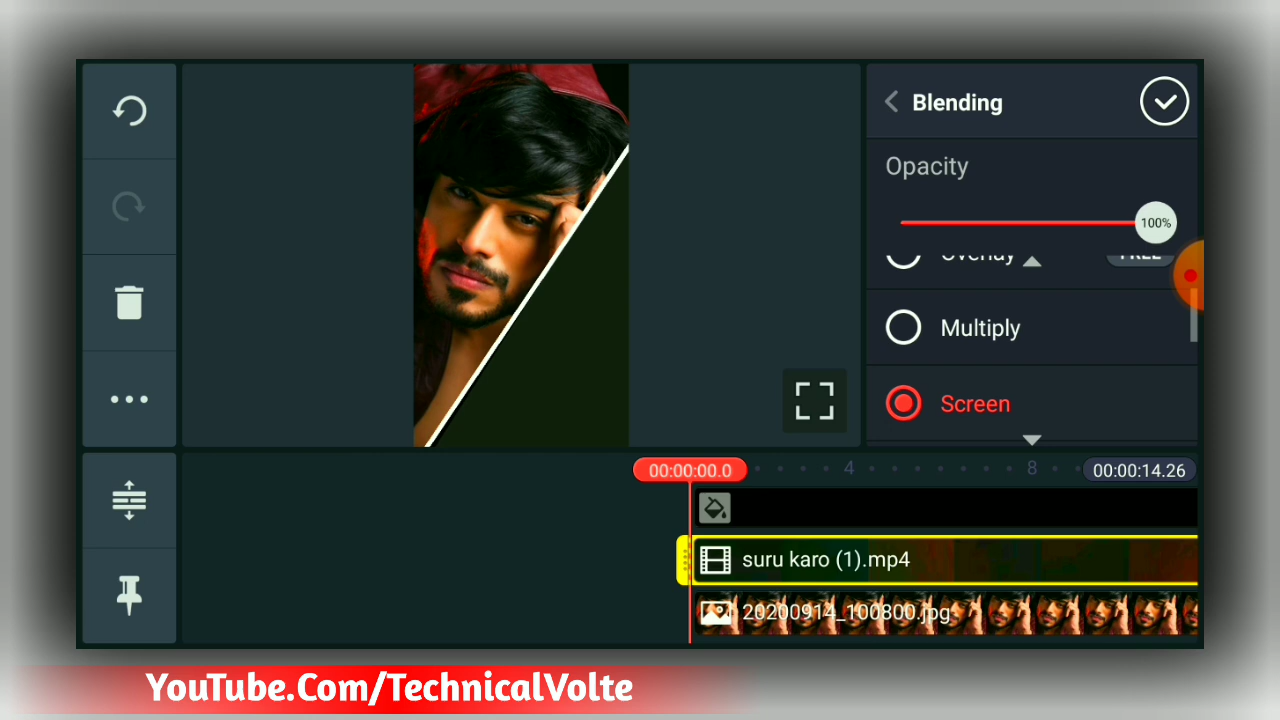 Blending
Opacity
100%
Overlay FREE
Multiply
Screen
00:00:00.0 4 8 00:00:14.26
suru karo (1).mp4
20200914_100800.jpg
YouTube.Com/TechnicalVolte